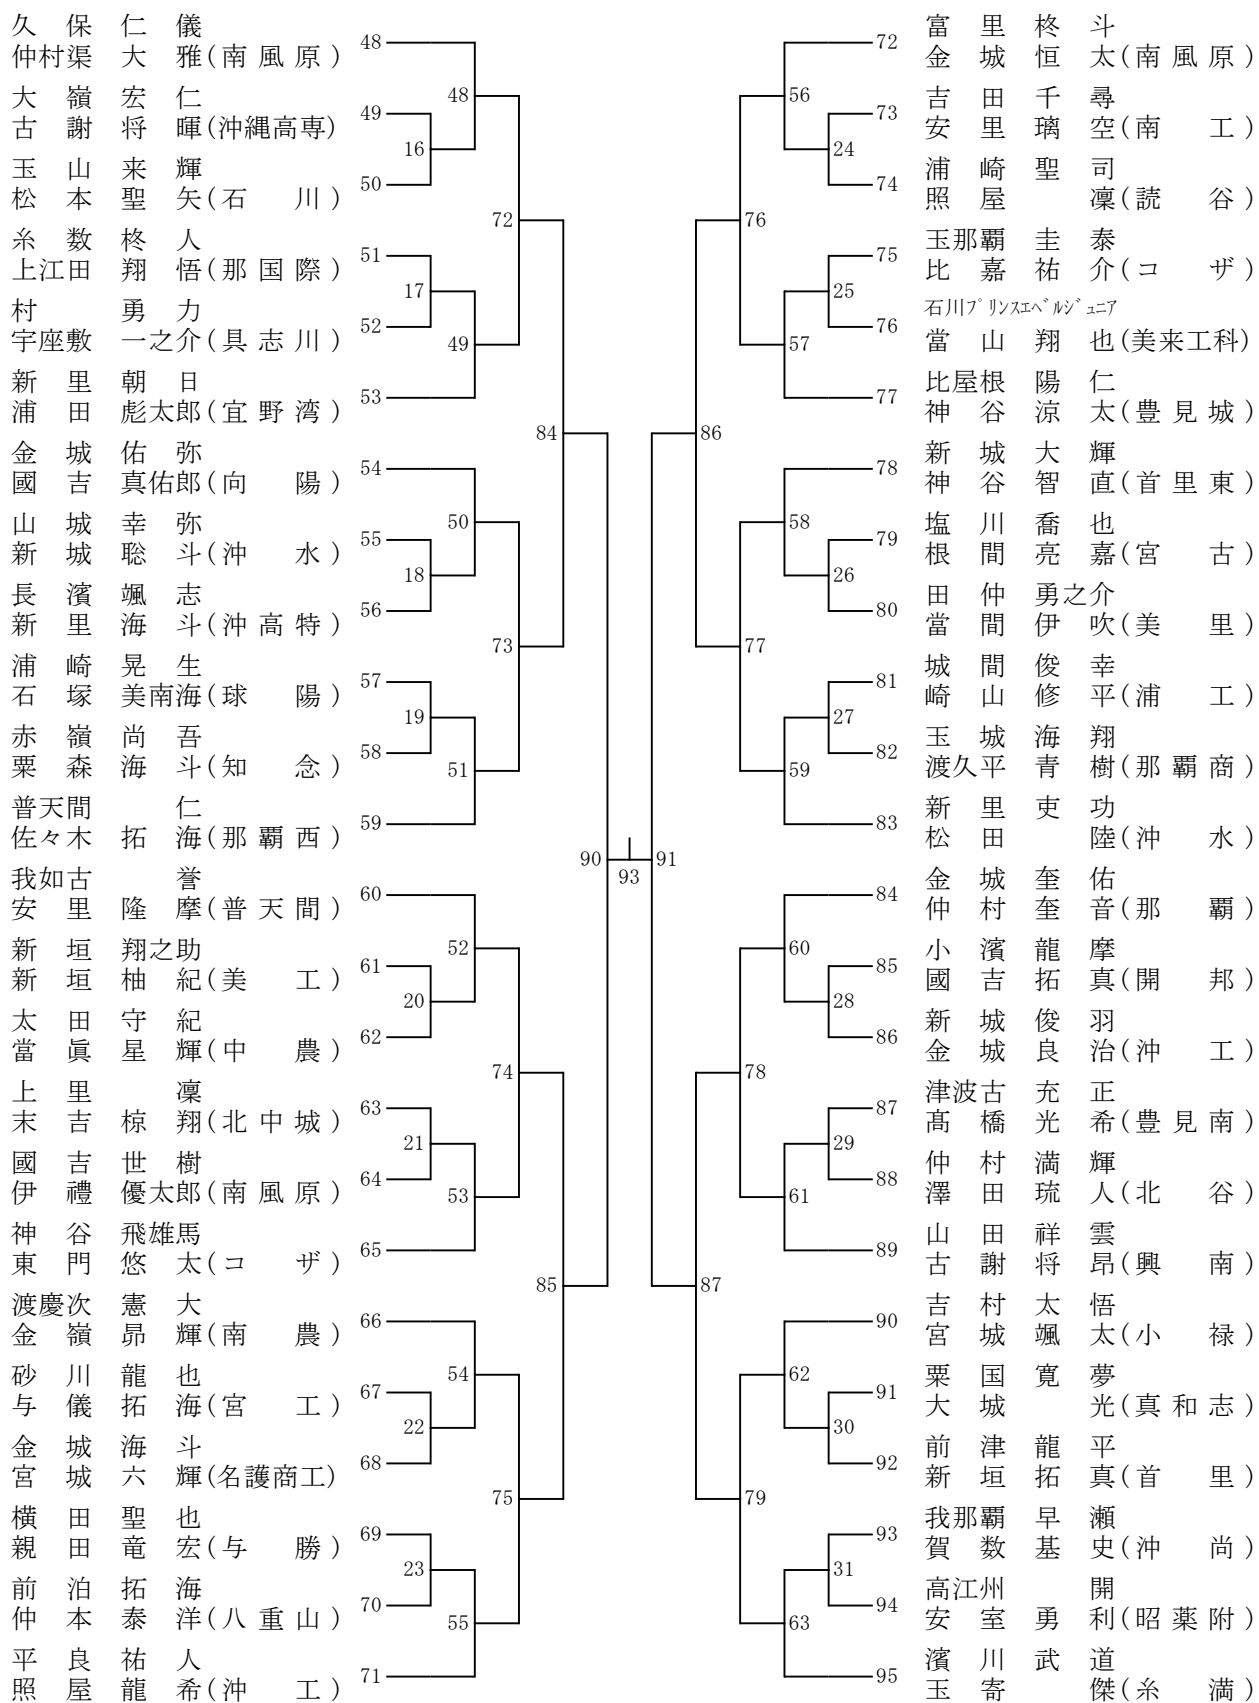 久保仁儀
仲村渠大雅(南風原) 48
大嶺宏仁
古謝将暉(沖縄高専) 49
玉山来輝
松本聖矢(石川) 50
糸数柊人
上江田翔悟(那国際) 51
村勇力
宇座敷一之介(具志川) 52
新里朝日
浦田彪太郎(宜野湾) 53
金城佑弥
國吉真佑郎(向陽) 54
山城幸弥
新城聡斗(沖水) 55
長濱颯志
新里海斗(沖高特) 56
浦崎晃生
石塚美南海(球陽) 57
赤嶺尚吾
粟森海斗(知念) 58
普天間仁
佐々木拓海(那覇西) 59
我如古誉
安里隆摩(普天間) 60
新垣翔之助
新垣柚紀(美工) 61
太田守紀
當眞星輝(中農) 62
上里凜
末吉椋翔(北中城) 63
國吉世樹
伊禮優太郎(南風原) 64
神谷飛雄馬
東門悠太(コザ) 65
渡慶次憲大
金嶺昴輝(南農) 66
砂川龍也
与儀拓海(宮工) 67
金城海斗
宮城六輝(名護商工) 68
横田聖也
親田竜宏(与勝) 69
前泊拓海
仲本泰洋(八重山) 70
平良祐人
照屋龍希(沖工) 71
16
17
18
19
20
21
22
23
48
49
50
51
52
53
54
55
72
73
74
75
84
85
90
93
91
86
87
76
77
78
79
56
57
58
59
60
61
62
63
24
25
26
27
28
29
30
31
富里柊斗
72 金城恒太(南風原)
吉田千尋
73 安里璃空(南工)
浦崎聖司
74 照屋凜(読谷)
玉那覇圭泰
75 比嘉祐介(コザ)
石川プリンスエベルジュニア
76 當山翔也(美来工科)
比屋根陽仁
77 神谷涼太(豊見城)
新城大輝
78 神谷智直(首里東)
塩川喬也
79 根間亮嘉(宮古)
田仲勇之介
80 當間伊吹(美里)
城間俊幸
81 崎山修平(浦工)
玉城海翔
82 渡久平青樹(那覇商)
新里吏功
83 松田陸(沖水)
金城奎佑
84 仲村奎音(那覇)
小濱龍摩
85 國吉拓真(開邦)
新城俊羽
86 金城良治(沖工)
津波古充正
87 髙橋光希(豊見南)
仲村満輝
88 澤田琉人(北谷)
山田祥雲
89 古謝将昂(興南)
吉村太悟
90 宮城颯太(小禄)
粟国寛夢
91 大城光(真和志)
前津龍平
92 新垣拓真(首里)
我那覇早瀬
93 賀数基史(沖尚)
高江州開
94 安室勇利(昭薬附)
濱川武道
95 玉寄傑(糸満)